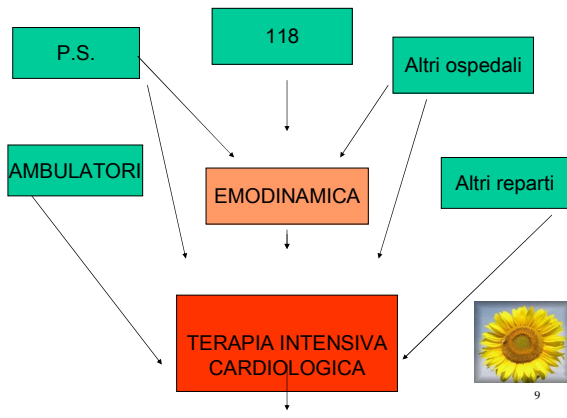 118
P.S.
Altri ospedali
AMBULATORI
Altri reparti
EMODINAMICA
TERAPIA INTENSIVA
CARDIOLOGICA
9